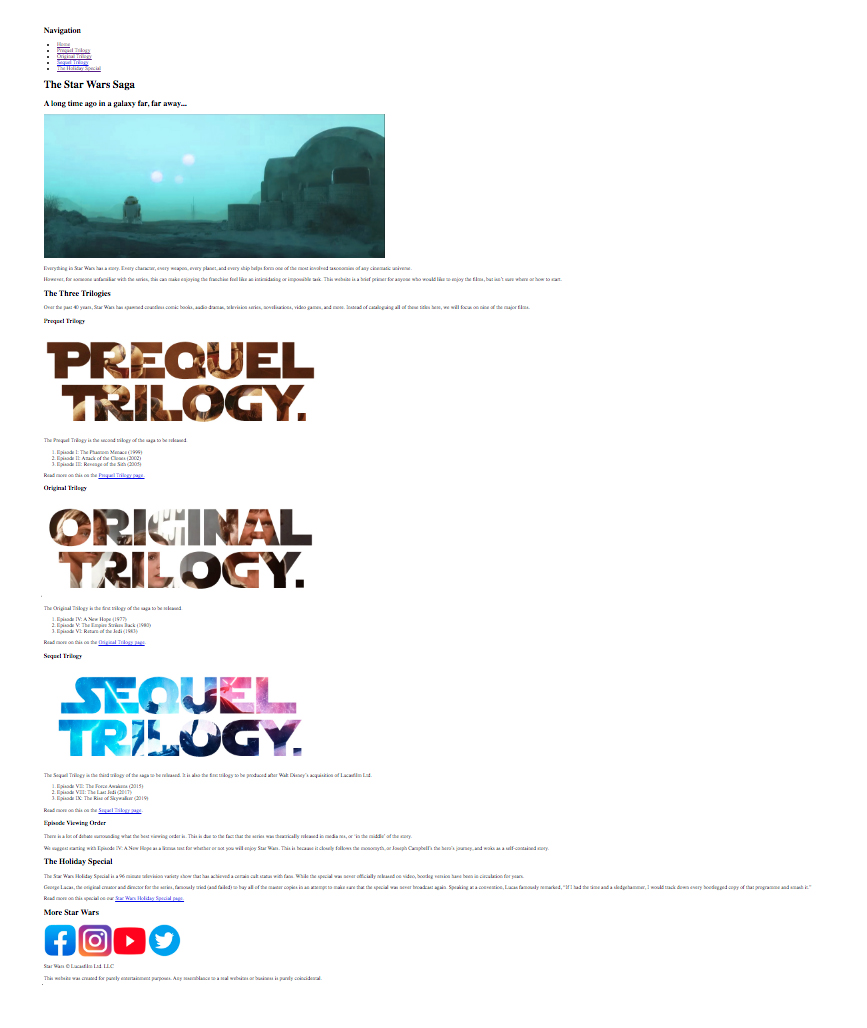 Navigation
Home
Prequel Trilogy
Original Trilogy
Sequel Trilogy
The Holiday Special
The Star Wars Saga
A long time ago in a galaxy far, far away...
Everything in Star Wars has a story. Every character, every weapon, every planet, and every ship helps form one of the most involved taxonomies of any cinematic universe.
However, for someone unfamiliar with the series, this can make enjoying the franchise feel like an intimidating or impossible task. This website is a brief primer for anyone who would like to enjoy the films, but isn't sure where or how to start.
The Three Trilogies
Over the past 40 years, Star Wars has spawned countless comic books, audio dramas, television series, novelisations, video games, and more. Instead of cataloguing all of these titles here, we will focus on nine of the major films.
Prequel Trilogy
PREQUEL
TRILOGY.
The Prequel Trilogy is the second trilogy of the saga to be released.
1. Episode I: The Phantom Menace (1999)
2. Episode II: Attack of the Clones (2002)
3. Episode III: Revenge of the Sith (2005)
Read more on this on the Prequel Trilogy page.
Original Trilogy
ORIGINAL
TRILOGY.
The Original Trilogy is the first trilogy of the saga to be released.
1. Episode IV: A New Hope (1977)
2. Episode V: The Empire Strikes Back (1980)
3. Episode VI: Return of the Jedi (1983)
Read more on this on the Original Trilogy page.
Sequel Trilogy
SEQUEL
TRILOGY.
The Sequel Trilogy is the third trilogy of the saga to be released. It is also the first trilogy to be produced after Walt Disney's acquisition of Lucasfilm Ltd.
1. Episode VII: The Force Awakens (2015)
2. Episode VIII: The Last Jedi (2017)
3. Episode IX: The Rise of Skywalker (2019)
Read more on this on the Sequel Trilogy page.
Episode Viewing Order
There is a lot of debate surrounding what the best viewing order is. This is due to the fact that the series was theatrically released in media res, or 'in the middle' of the story.
We suggest starting with Episode IV: A New Hope as a litmus test for whether or not you will enjoy Star Wars. This is because it closely follows the monomyth, or Joseph Campbell's the hero's journey, and woks as a self-contained story.
The Holiday Special
The Star Wars Holiday Special is a 96 minute television variety show that has achieved a certain cult status with fans. While the special was never officially released on video, bootleg version have been in circulation for years.
George Lucas, the original creator and director for the series, famously tried (and failed) to buy all of the master copies in an attempt to make sure that the special was never broadcast again. Speaking at a convention, Lucas famously remarked, "If I had the time and a sledgehammer, I would track down every bootlegged copy of that programme and smash it."
Read more on this special on our Star Wars Holiday Special page.
More Star Wars
Star Wars © Lucasfilm Ltd. LLC
This website was created for purely entertainment purposes. Any resemblance to a real websites or business is purely coincidental.